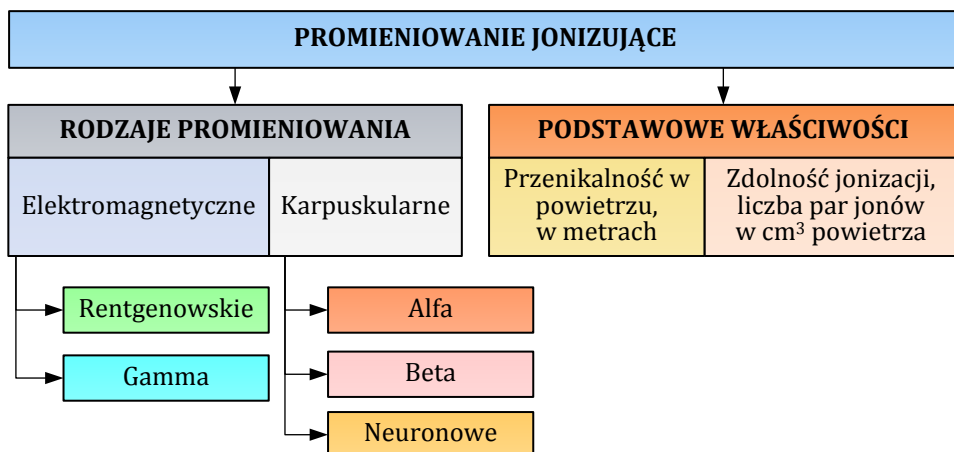 PROMIENIOWANIE JONIZUJĄCE
RODZAJE PROMIENIOWANIA
Elektromagnetyczne
Karpuskularne
Rentgenowskie
Gamma
Alfa
Beta
Neuronowe
PODSTAWOWE WŁAŚCIWOŚCI
Przenikalność w
powietrzu,
w metrach
Zdolność jonizacji,
liczba par jonów
w cm³ powietrza